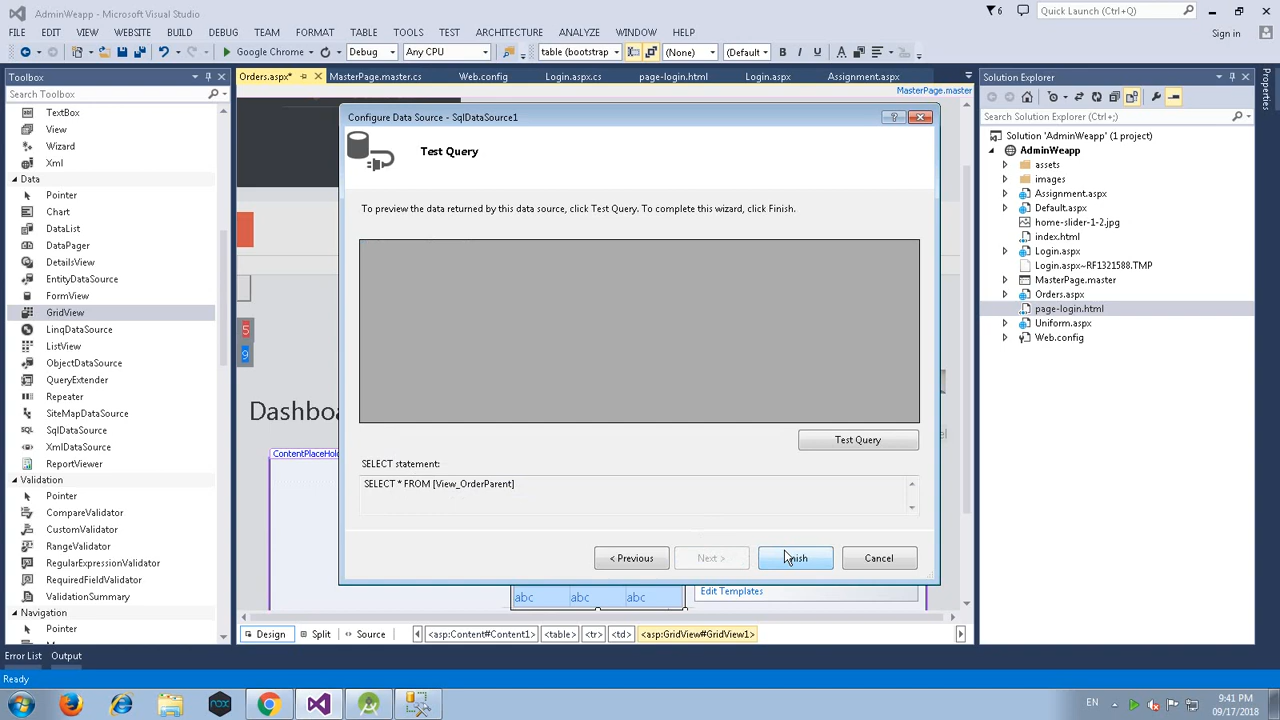 AdminWeapp - Microsoft Visual Studio
6
Quick Launch (Ctrl+Q)
FILE EDIT VIEW WEBSITE BUILD DEBUG TEAM FORMAT TABLE TOOLS TEST ARCHITECTURE ANALYZE WINDOW HELP
Sign in
Google Chrome Debug Any CPU table (bootstrap (None) (Default B I U A
Toolbox
Orders.aspx* MasterPage.master.cs Web.config Login.aspx.cs page-login.html Login.aspx Assignment.aspx
MasterPage.master
Search Toolbox
TextBox
View
Wizard
Xml
Data
Pointer
Chart
DataList
DataPager
DetailsView
EntityDataSource
FormView
GridView
LinqDataSource
ListView
ObjectDataSource
QueryExtender
Repeater
SiteMapDataSource
SqlDataSource
XmlDataSource
ReportViewer
Validation
Pointer
CompareValidator
CustomValidator
RangeValidator
RegularExpressionValidator
RequiredFieldValidator
ValidationSummary
Navigation
Pointer
5
9
Dashboa
ContentPlaceHol
Configure Data Source - SqlDataSource1
Test Query
To preview the data returned by this data source, click Test Query. To complete this wizard, click Finish.
Test Query
SELECT statement:
SELECT * FROM [View_OrderParent]
< Previous Next > Finish Cancel
abc abc abc
Edit Templates
Design Split Source <asp:Content#Content1> <table> <tr> <td> <asp:GridView#GridView1>
Solution Explorer
Search Solution Explorer (Ctrl+;)
Solution 'AdminWeapp' (1 project)
AdminWeapp
assets
images
Assignment.aspx
Default.aspx
home-slider-1-2.jpg
index.html
Login.aspx
Login.aspx~RF1321588.TMP
MasterPage.master
Orders.aspx
page-login.html
Uniform.aspx
Web.config
Properties
Error List Output
Ready
nox
EN
9:41 PM
09/17/2018